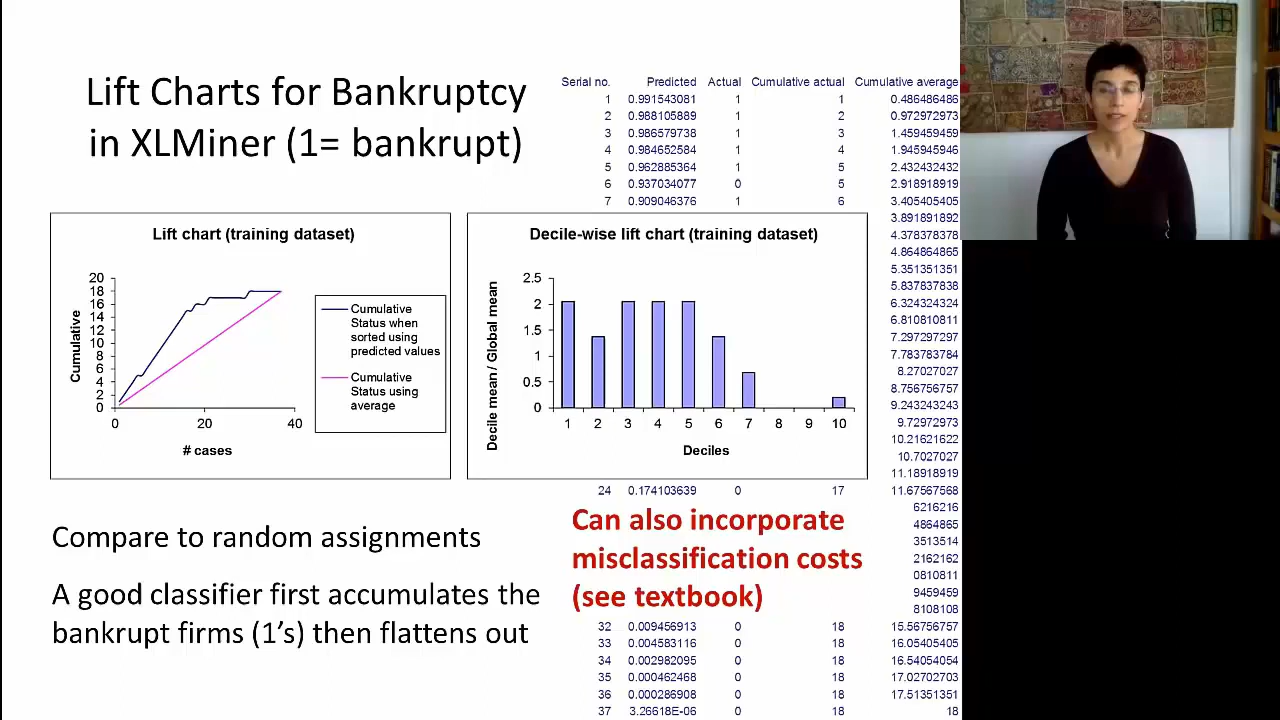 Lift Charts for Bankruptcy
in XLMiner (1= bankrupt)
Serial no. Predicted Actual Cumulative actual Cumulative average
1 0.991543081 1 1 0.486486486
2 0.988105889 1 2 0.972972973
3 0.986579738 1 3 1.459459459
4 0.984652584 1 4 1.945945946
5 0.962885364 1 5 2.432432432
6 0.937034077 0 5 2.918918919
7 0.909046376 1 6 3.405405405
3.891891892
4.378378378
4.864864865
5.351351351
5.837837838
6.324324324
6.810810811
7.297297297
7.783783784
8.27027027
8.756756757
9.243243243
9.72972973
10.21621622
10.7027027
11.18918919
Lift chart (training dataset)
Cumulative
20
18
16
14
12
10
8
6
4
2
0
0 20 40
# cases
Cumulative
Status when
sorted using
predicted values
Cumulative
Status using
average
Decile-wise lift chart (training dataset)
Decile mean / Global mean
2.5
2
1.5
1
0.5
0
1 2 3 4 5 6 7 8 9 10
Deciles
24 0.174103639 0 17 11.67567568
6216216
4864865
3513514
2162162
0810811
9459459
8108108
Compare to random assignments
A good classifier first accumulates the
bankrupt firms (1’s) then flattens out
Can also incorporate
misclassification costs
(see textbook)
32 0.009456913 0 18 15.56756757
33 0.004583116 0 18 16.05405405
34 0.002982095 0 18 16.54054054
35 0.000462468 0 18 17.02702703
36 0.000286908 0 18 17.51351351
37 3.26618E-06 0 18 18